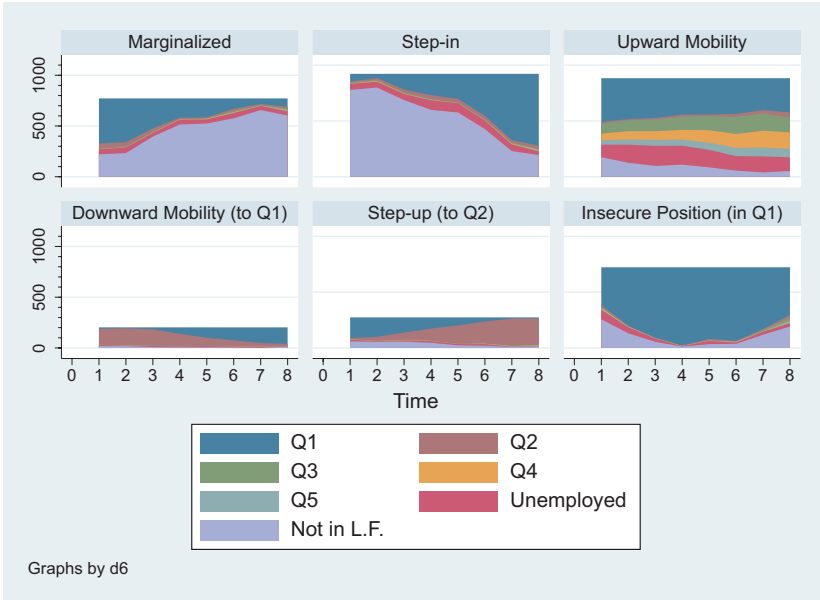 Marginalized
Step-in
Upward Mobility
1000
500
0
Downward Mobility (to Q1)
Step-up (to Q2)
Insecure Position (in Q1)
1000
500
0
0 1 2 3 4 5 6 7 8
0 1 2 3 4 5 6 7 8
0 1 2 3 4 5 6 7 8
Time
Q1
Q2
Q3
Q4
Q5
Unemployed
Not in L.F.
Graphs by d6